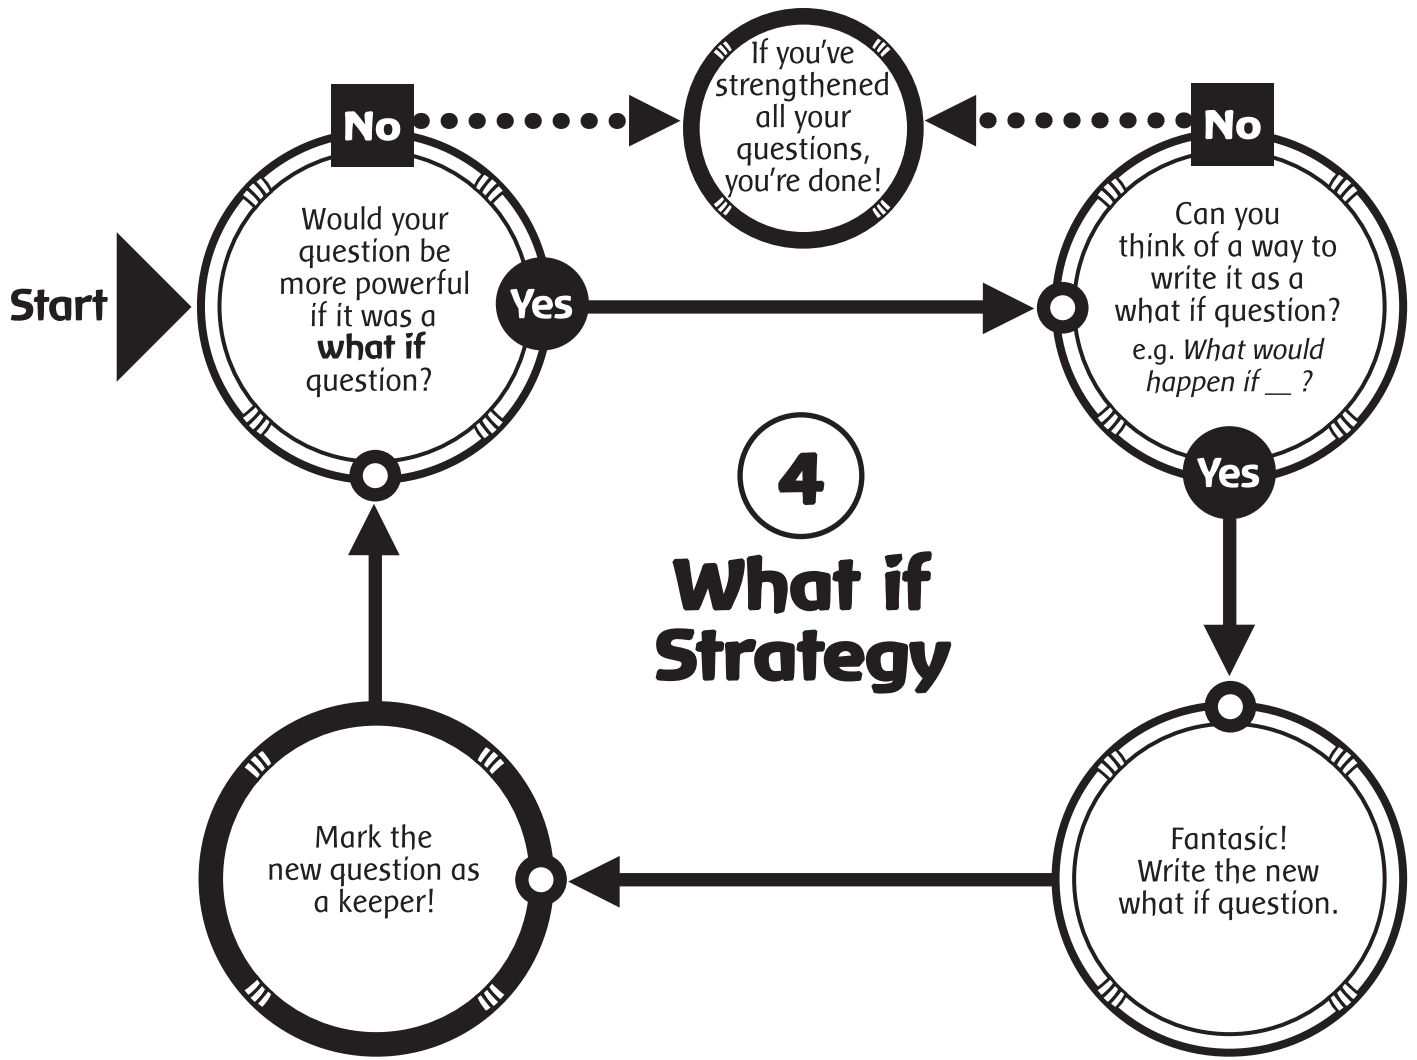 Start
No
Would your
question be
more powerful
if it was a
what if
question?
Yes
If you've
strengthened
all your
questions,
you're done!
No
Can you
think of a way to
write it as a
what if question?
e.g. What would
happen if __ ?
Yes
4
What if
Strategy
Fantasic!
Write the new
what if question.
Mark the
new question as
a keeper!